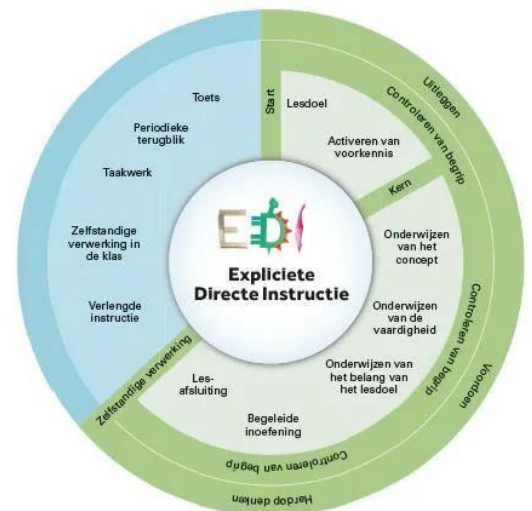 Start
Lesdoel
Activeren van
voorkennis
Controleren van begrip
Uitleggen
Kern
Onderwijzen
van het
concept
Onderwijzen
van de
vaardigheid
Onderwijzen van
het belang van
het lesdoel
Controleren van begrip
Voordoen
Begeleide
inoefening
Les-
afsluiting
Controleren van begrip
Hardop denken
Zelfstandige verwerking
Verlengde
instructie
Zelfstandige
verwerking in
de klas
Taakwerk
Periodieke
terugblik
Toets
EDI
Expliciete
Directe Instructie